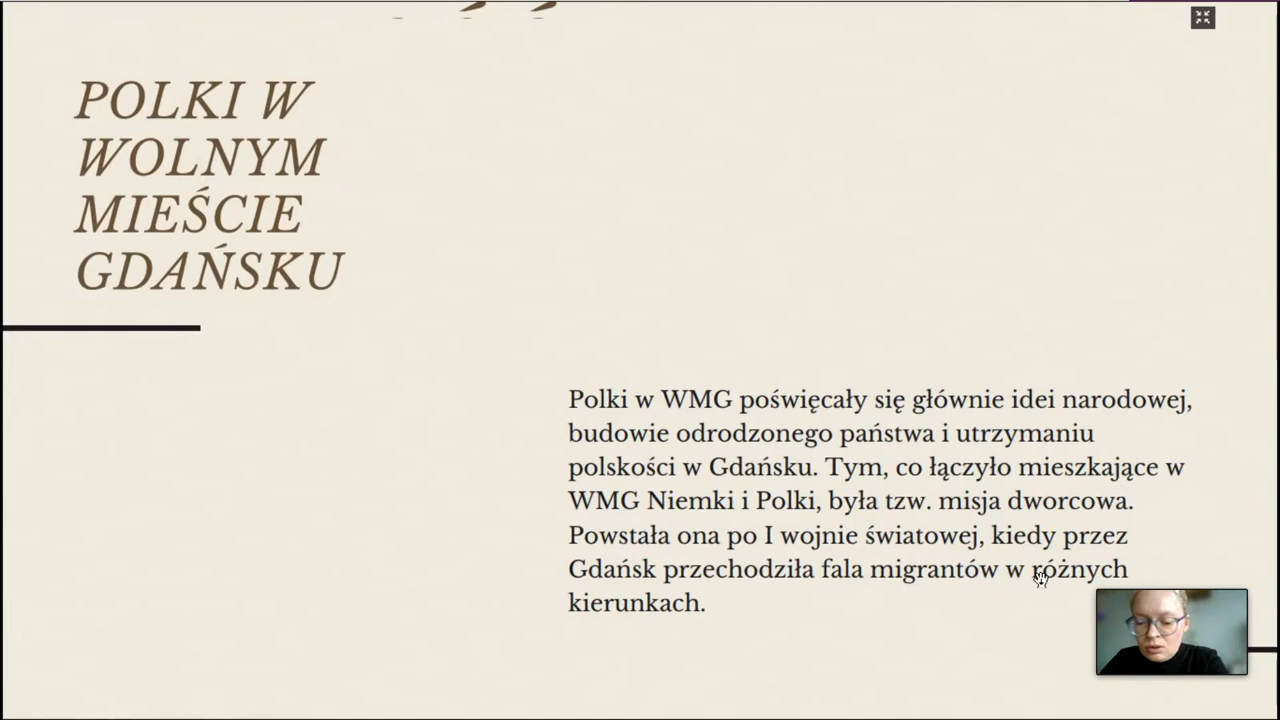 POLKI W
WOLNYM
MIEŚCIE
GDAŃSKU
Polki w WMG poświęcały się głównie idei narodowej,
budowie odrodzonego państwa i utrzymaniu
polskości w Gdańsku. Tym, co łączyło mieszkające w
WMG Niemki i Polki, była tzw. misja dworcowa.
Powstała ona po I wojnie światowej, kiedy przez
Gdańsk przechodziła fala migrantów w różnych
kierunkach.